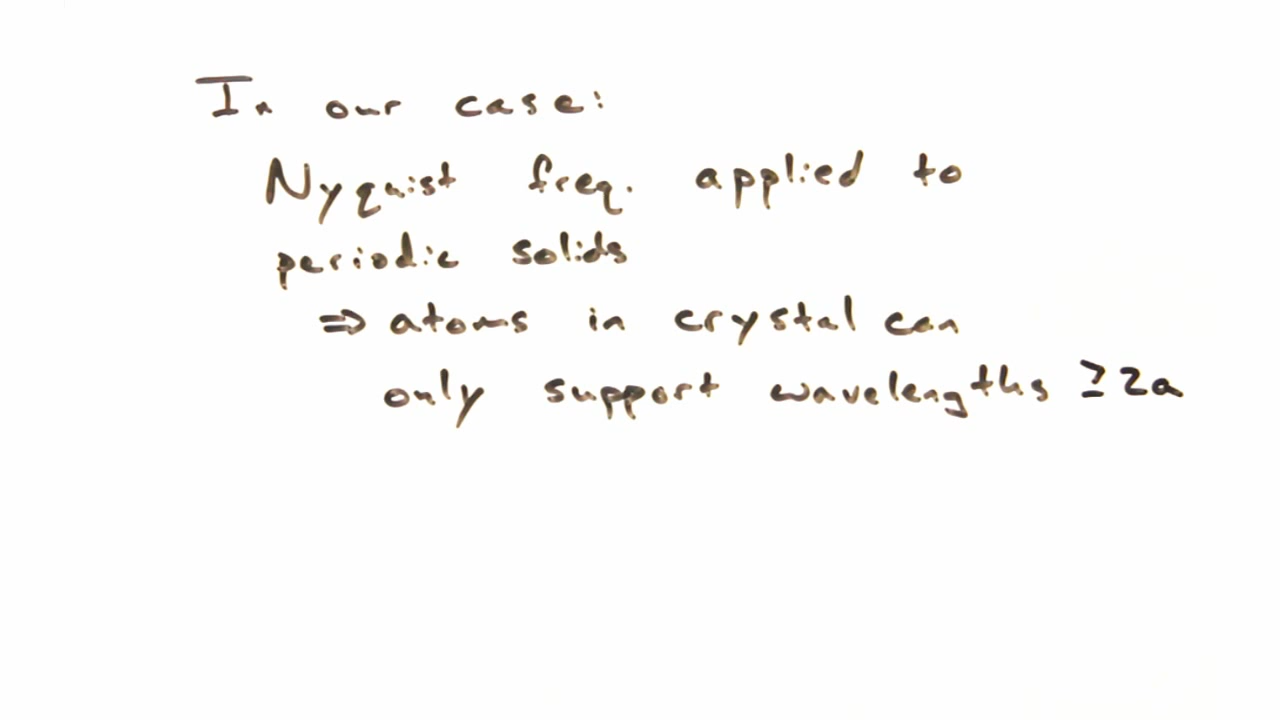 In our case:
Nyquist freq. applied to
periodic solids
⇒ atoms in crystal can
only support wavelengths ≥2a